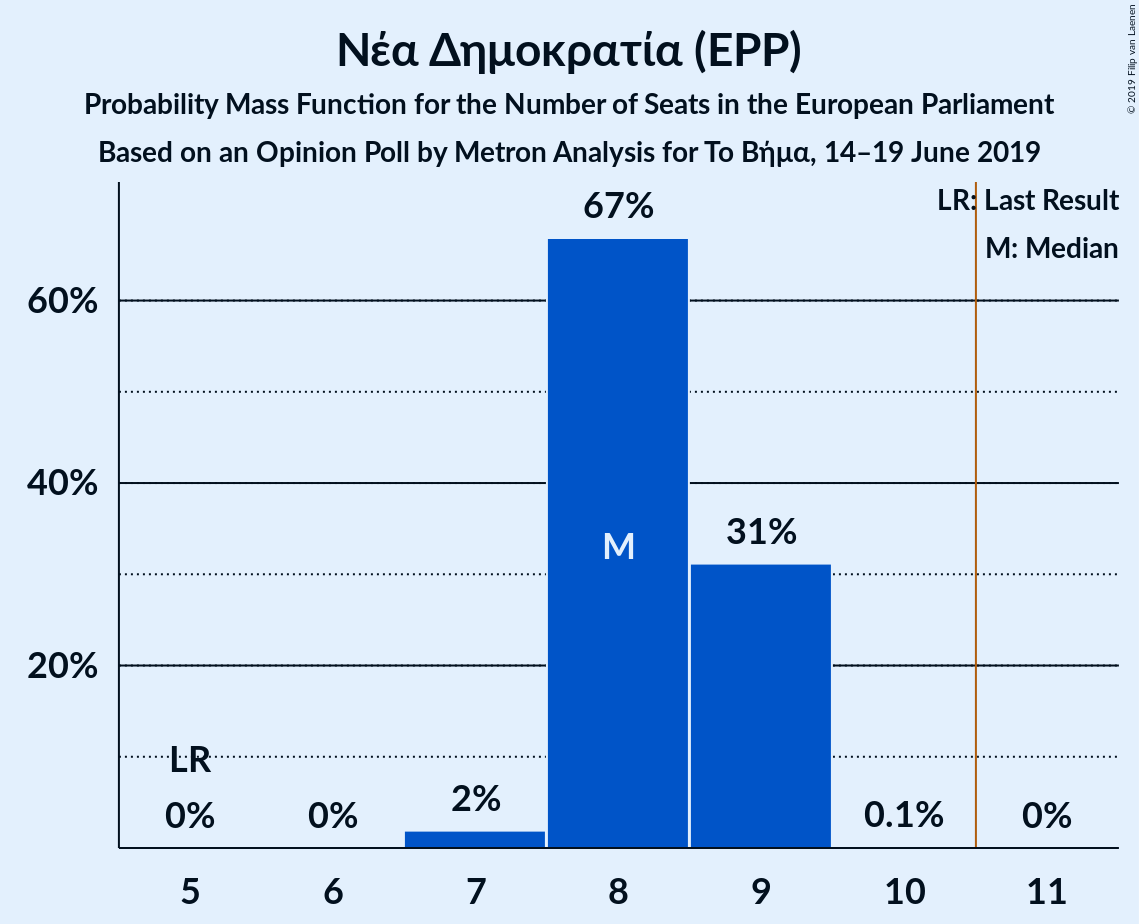 Νέα Δημοκρατία (EPP)
Probability Mass Function for the Number of Seats in the European Parliament
Based on an Opinion Poll by Metron Analysis for Το Βήμα, 14–19 June 2019
© 2019 Filip van Laenen
LR: Last Result
M: Median
67%
60%
40%
31%
M
20%
LR
0%
0%
2%
0.1%
0%
5
6
7
8
9
10
11